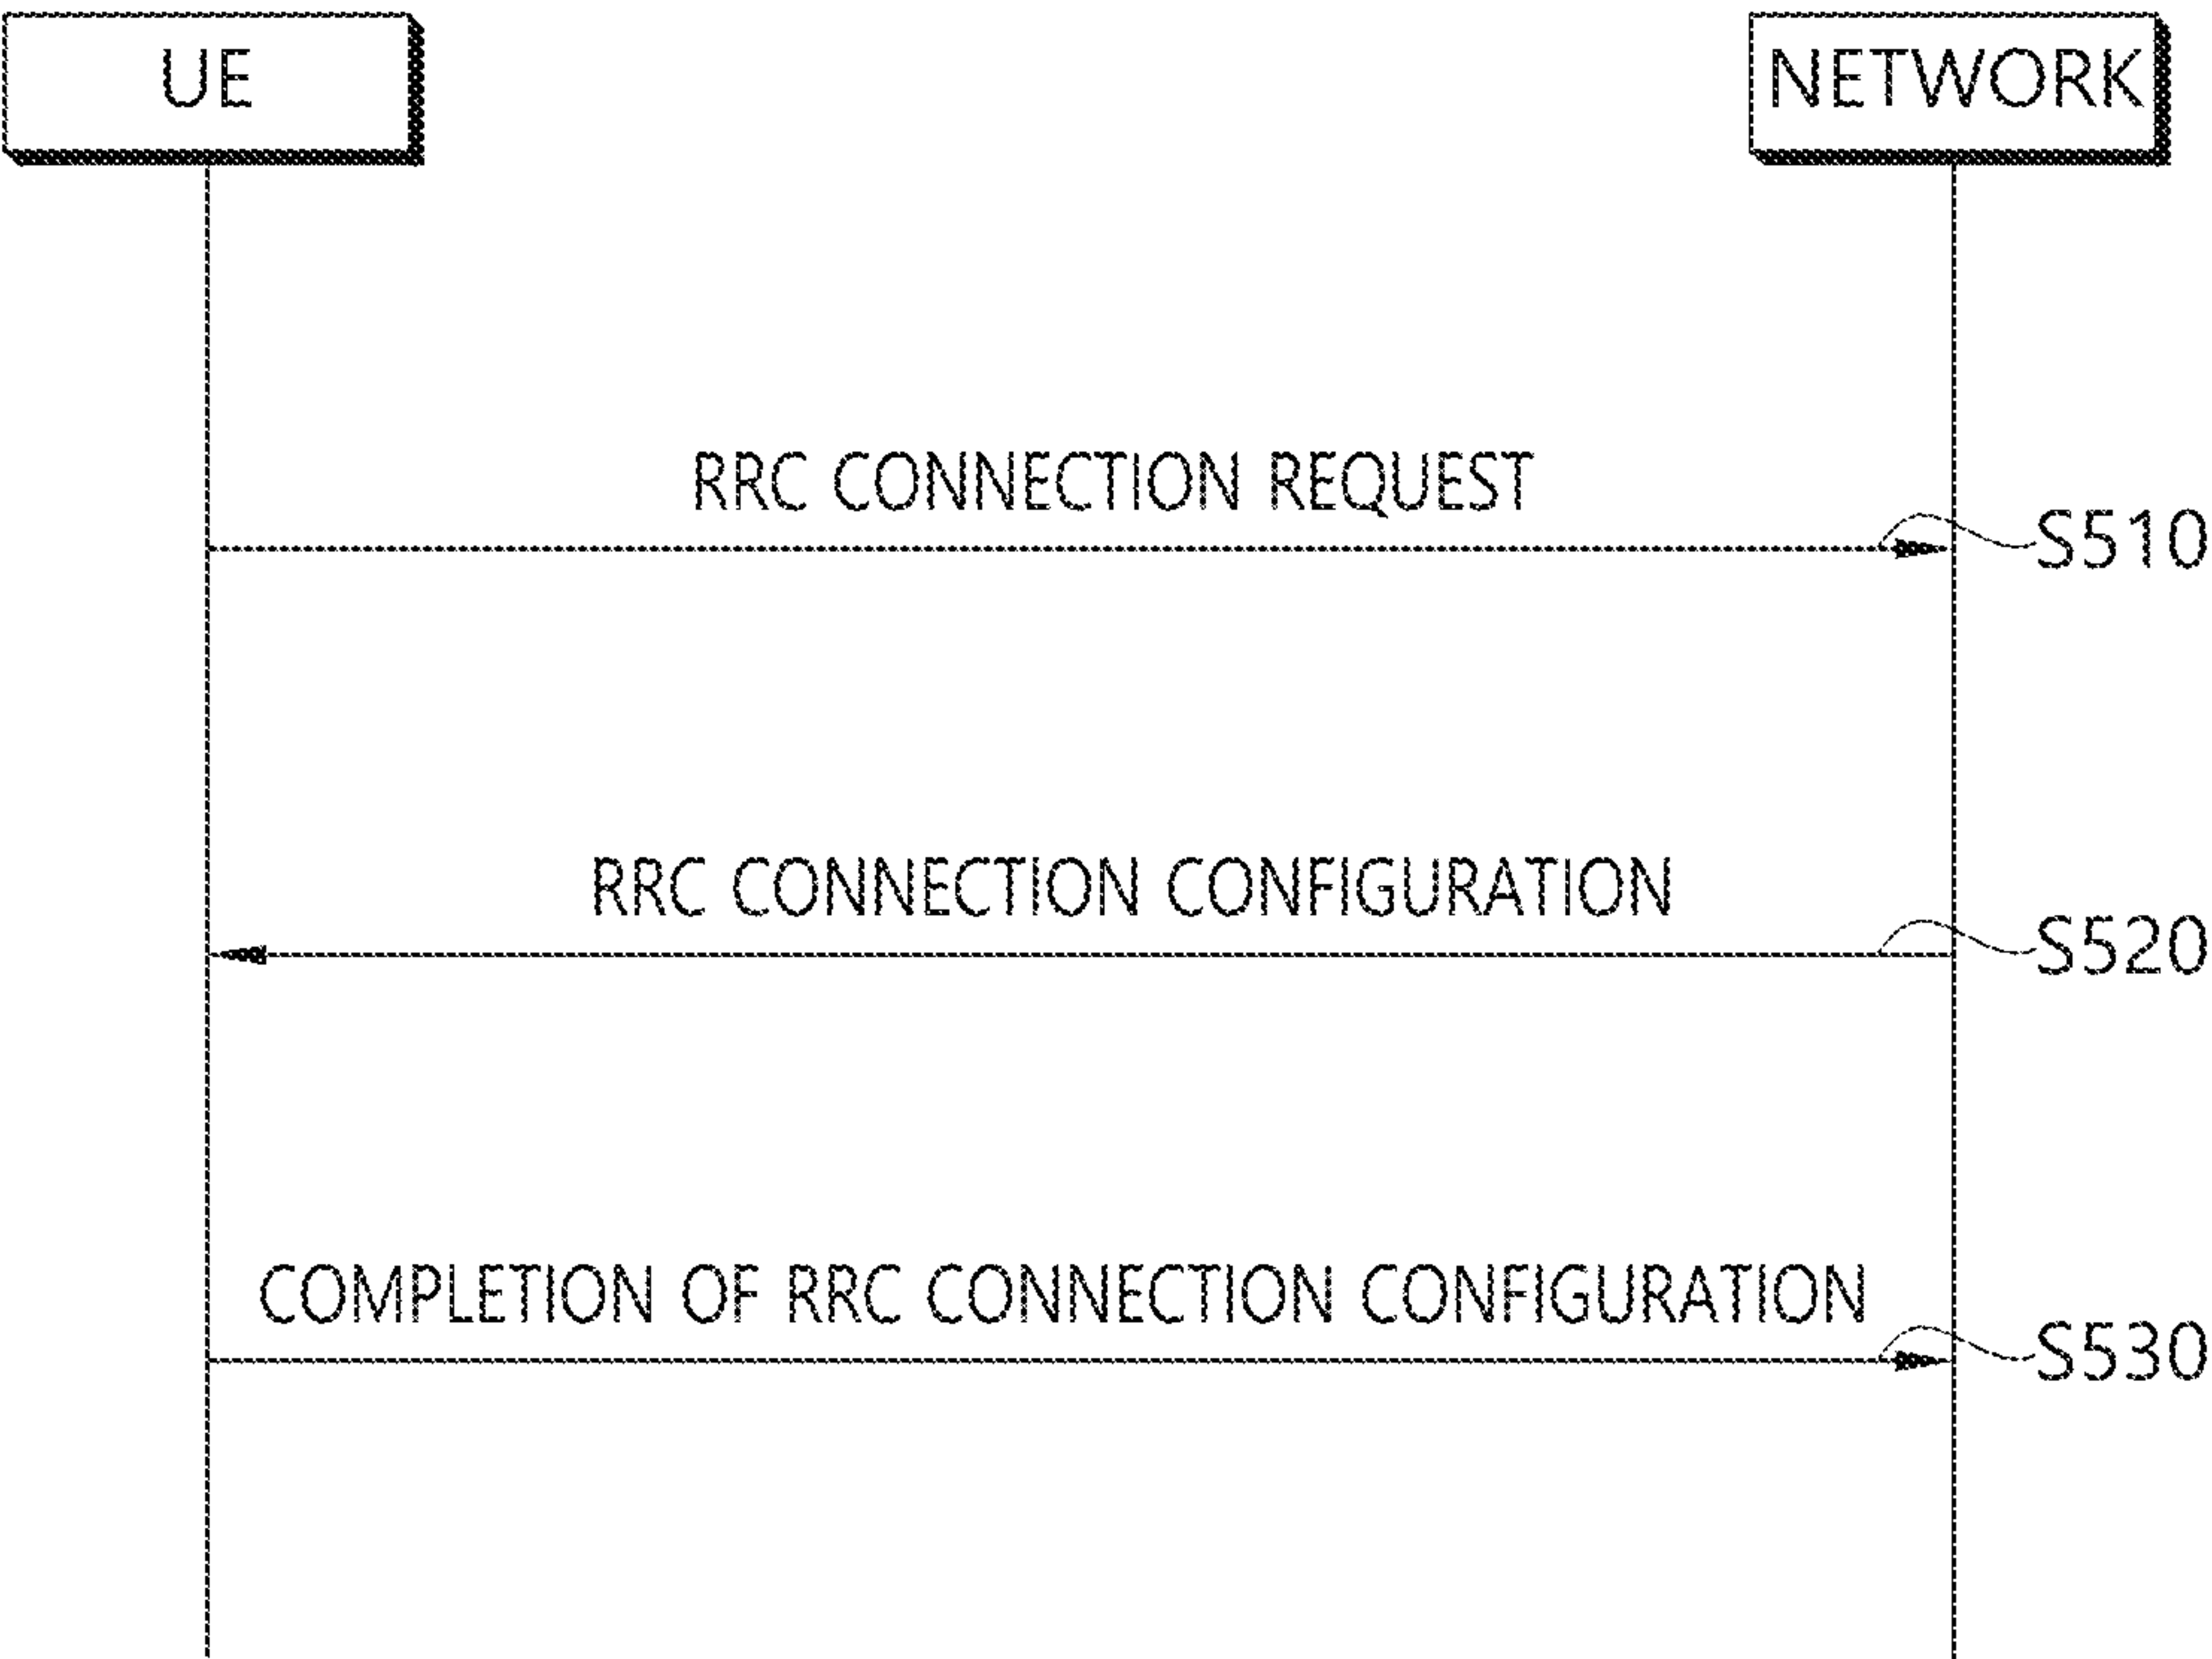 UE
NETWORK
RRC CONNECTION REQUEST
S510
RRC CONNECTION CONFIGURATION
S520
COMPLETION OF RRC CONNECTION CONFIGURATION
S530